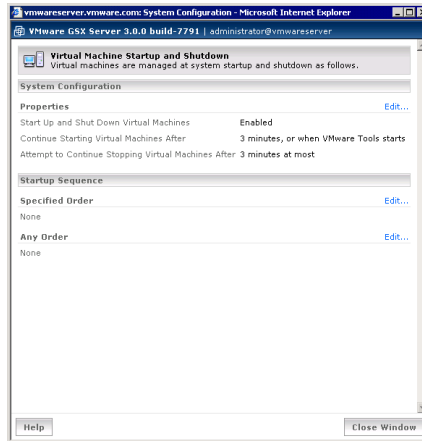 vmwareserver.vmware.com: System Configuration - Microsoft Internet Explorer
VMware GSX Server 3.0.0 build-7791 | administrator@vmwareserver
Virtual Machine Startup and Shutdown
Virtual machines are managed at system startup and shutdown as follows.
System Configuration
Properties Edit...
Start Up and Shut Down Virtual Machines Enabled
Continue Starting Virtual Machines After 3 minutes, or when VMware Tools starts
Attempt to Continue Stopping Virtual Machines After 3 minutes at most
Startup Sequence
Specified Order Edit...
None
Any Order Edit...
None
Help Close Window